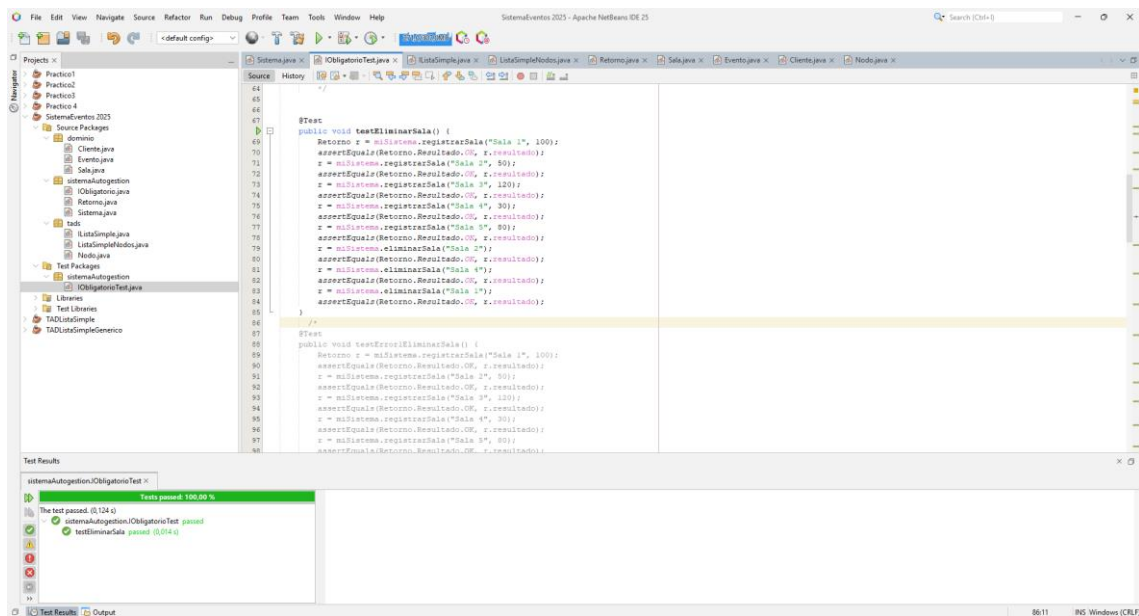 File Edit View Navigate Source Refactor Run Debug Profile Team Tools Window Help
SistemaEventos 2025 - Apache NetBeans IDE 25
Search (Ctrl+I)
<default config>
Projects
Navigator
Practico1
Practico2
Practico3
Practico 4
SistemaEventos 2025
Source Packages
dominio
Cliente.java
Evento.java
Sala.java
sistemaAutogestion
IObligatorio.java
Retorno.java
Sistema.java
tads
IListaSimple.java
ListaSimpleNodos.java
Nodo.java
Test Packages
sistemaAutogestion
IObligatorioTest.java
Libraries
Test Libraries
TADListaSimple
TADListaSimpleGenerico
Sistema.java IObligatorioTest.java IListaSimple.java ListaSimpleNodos.java Retorno.java Sala.java Evento.java Cliente.java Nodo.java
Source History
64 */
65
66
67 @Test
public void testEliminarSala() {
69 Retorno r = miSistema.registrarSala("Sala 1", 100);
70 assertEquals(Retorno.Resultado.OK, r.resultado);
71 r = miSistema.registrarSala("Sala 2", 50);
72 assertEquals(Retorno.Resultado.OK, r.resultado);
73 r = miSistema.registrarSala("Sala 3", 120);
74 assertEquals(Retorno.Resultado.OK, r.resultado);
75 r = miSistema.registrarSala("Sala 4", 30);
76 assertEquals(Retorno.Resultado.OK, r.resultado);
77 r = miSistema.registrarSala("Sala 5", 80);
78 assertEquals(Retorno.Resultado.OK, r.resultado);
79 r = miSistema.eliminarSala("Sala 2");
80 assertEquals(Retorno.Resultado.OK, r.resultado);
81 r = miSistema.eliminarSala("Sala 4");
82 assertEquals(Retorno.Resultado.OK, r.resultado);
83 r = miSistema.eliminarSala("Sala 1");
84 assertEquals(Retorno.Resultado.OK, r.resultado);
85 }
86 /*
87 @Test
88 public void testError1EliminarSala() {
89 Retorno r = miSistema.registrarSala("Sala 1", 100);
90 assertEquals(Retorno.Resultado.OK, r.resultado);
91 r = miSistema.registrarSala("Sala 2", 50);
92 assertEquals(Retorno.Resultado.OK, r.resultado);
93 r = miSistema.registrarSala("Sala 3", 120);
94 assertEquals(Retorno.Resultado.OK, r.resultado);
95 r = miSistema.registrarSala("Sala 4", 30);
96 assertEquals(Retorno.Resultado.OK, r.resultado);
97 r = miSistema.registrarSala("Sala 5", 80);
98 assertEquals(Retorno.Resultado.OK, r.resultado);
Test Results
sistemaAutogestion.IObligatorioTest
Tests passed: 100,00 %
The test passed. (0,124 s)
sistemaAutogestion.IObligatorioTest passed
testEliminarSala passed (0,014 s)
Test Results Output
86:11 INS Windows (CRLF)